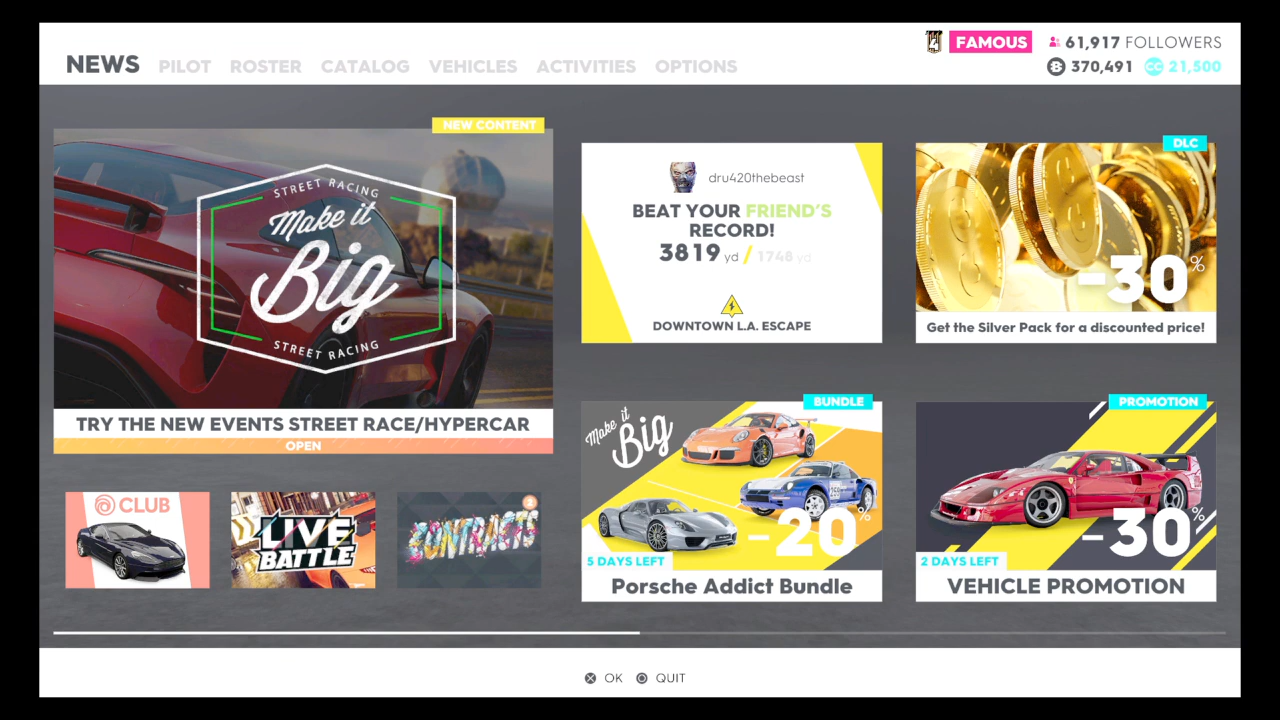 NEWS PILOT ROSTER CATALOG VEHICLES ACTIVITIES OPTIONS
4 FAMOUS 61,917 FOLLOWERS
370,491 CC 21,500
NEW CONTENT
STREET RACING
Make it
Big
STREET RACING
TRY THE NEW EVENTS STREET RACE/HYPERCAR
OPEN
CLUB
LIVE
BATTLE
CONTRACTS
3
dru420thebeast
BEAT YOUR FRIEND'S
RECORD!
3819 yd / 1748 yd
DOWNTOWN L.A. ESCAPE
DLC
-30%
Get the Silver Pack for a discounted price!
BUNDLE
Make it
Big
-20%
5 DAYS LEFT
Porsche Addict Bundle
PROMOTION
-30%
2 DAYS LEFT
VEHICLE PROMOTION
OK QUIT